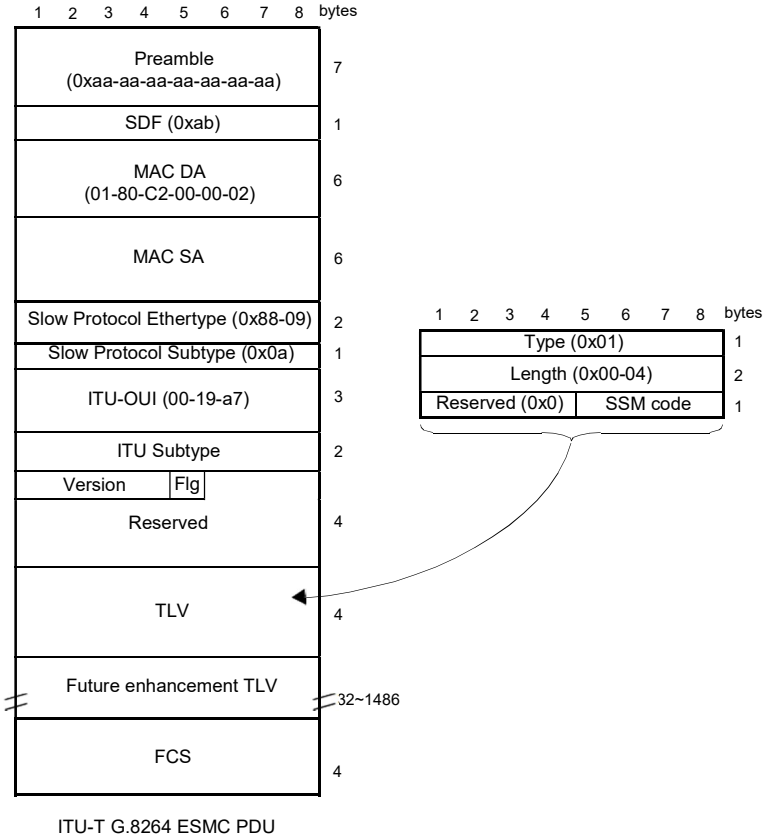 1 2 3 4 5 6 7 8 bytes
Preamble
(0xaa-aa-aa-aa-aa-aa-aa)
7
SDF (0xab)
1
MAC DA
(01-80-C2-00-00-02)
6
MAC SA
6
Slow Protocol Ethertype (0x88-09)
2
Slow Protocol Subtype (0x0a)
1
ITU-OUI (00-19-a7)
3
ITU Subtype
2
Version Flg
Reserved
4
TLV
4
Future enhancement TLV
32~1486
FCS
4
ITU-T G.8264 ESMC PDU
1 2 3 4 5 6 7 8 bytes
Type (0x01)
1
Length (0x00-04)
2
Reserved (0x0) SSM code
1